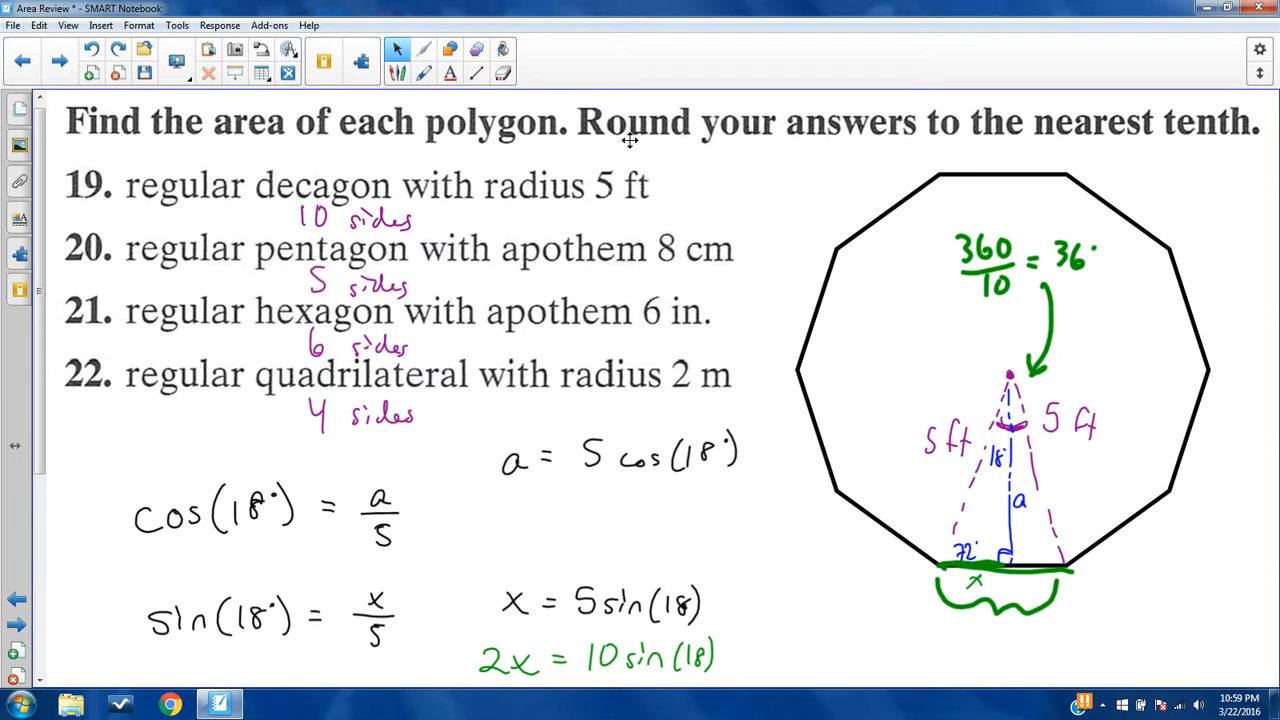 Area Review * - SMART Notebook
File Edit View Insert Format Tools Response Add-ons Help
Find the area of each polygon. Round your answers to the nearest tenth.
19. regular decagon with radius 5 ft
10 sides
20. regular pentagon with apothem 8 cm
5 sides
21. regular hexagon with apothem 6 in.
6 sides
22. regular quadrilateral with radius 2 m
4 sides
a = 5 cos(18°)
cos(18°) = a/5
sin(18°) = x/5
x = 5sin(18)
2x = 10sin(18)
360/10 = 36°
5 ft
5 ft
18°
a
72°
x
10:59 PM
3/22/2016